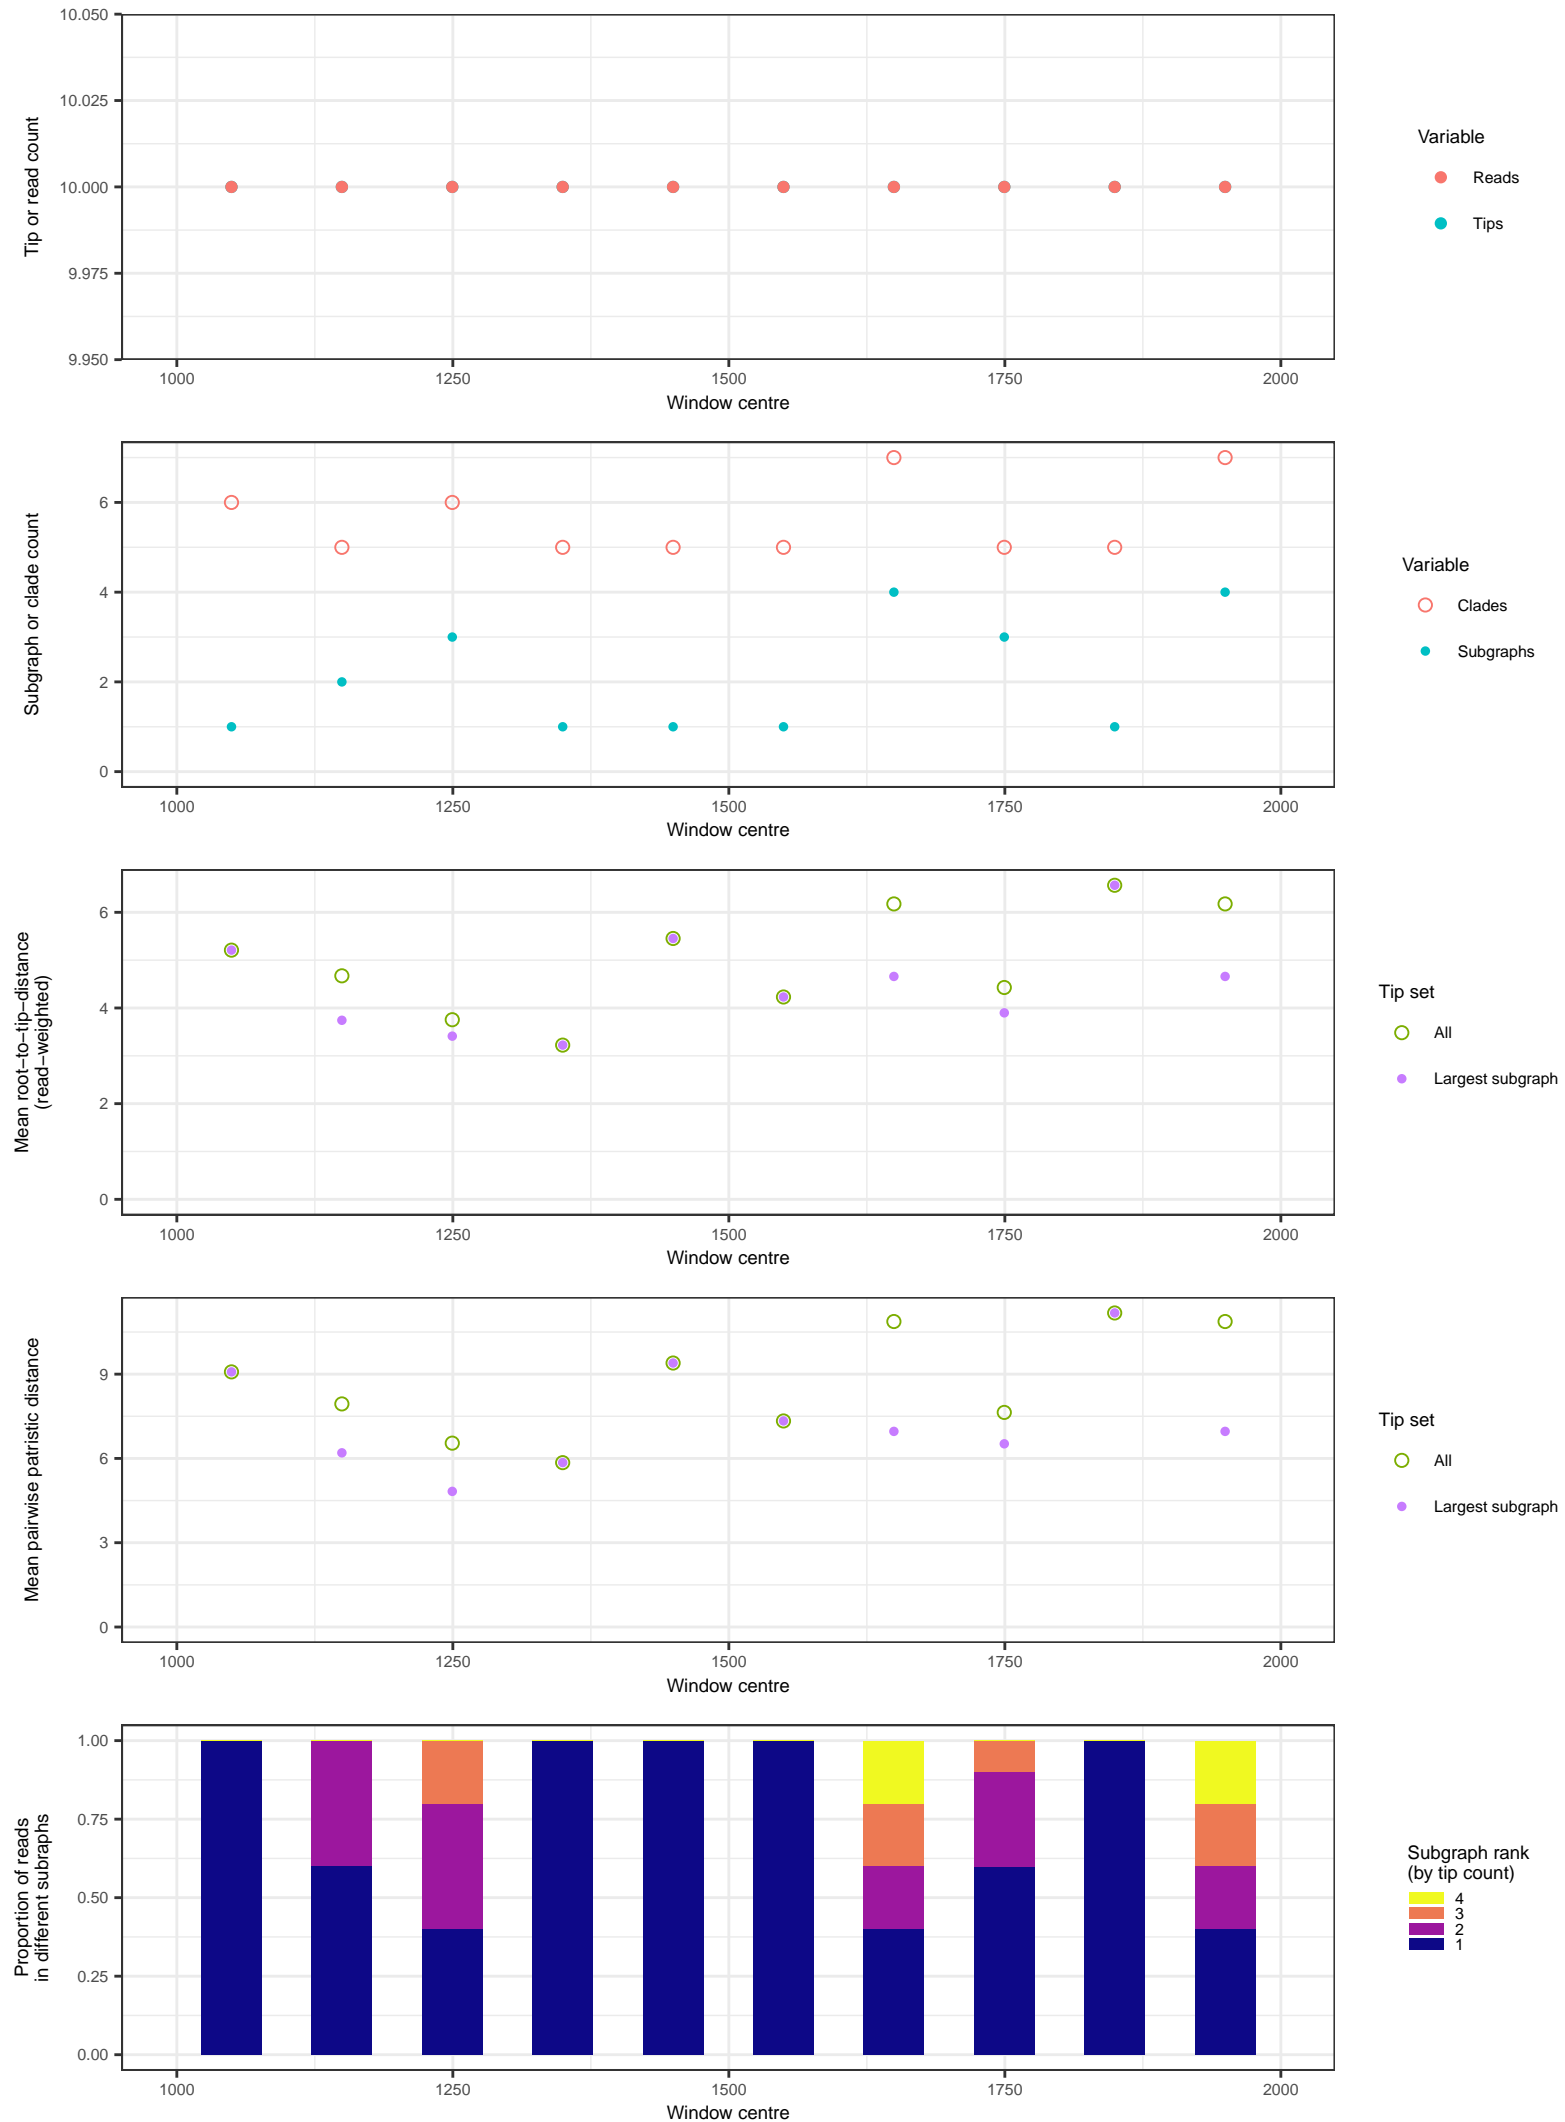 10.050
10.025
10.000
9.975
9.950
Tip or read count
1000 1250 1500 1750 2000
Window centre
Variable
Reads
Tips
6
4
2
0
Subgraph or clade count
1000 1250 1500 1750 2000
Window centre
Variable
Clades
Subgraphs
6
4
2
0
Mean root−to−tip−distance
(read−weighted)
1000 1250 1500 1750 2000
Window centre
Tip set
All
Largest subgraph
9
6
3
0
Mean pairwise patristic distance
1000 1250 1500 1750 2000
Window centre
Tip set
All
Largest subgraph
1.00
0.75
0.50
0.25
0.00
Proportion of reads
in different subraphs
1000 1250 1500 1750 2000
Window centre
Subgraph rank
(by tip count)
4
3
2
1